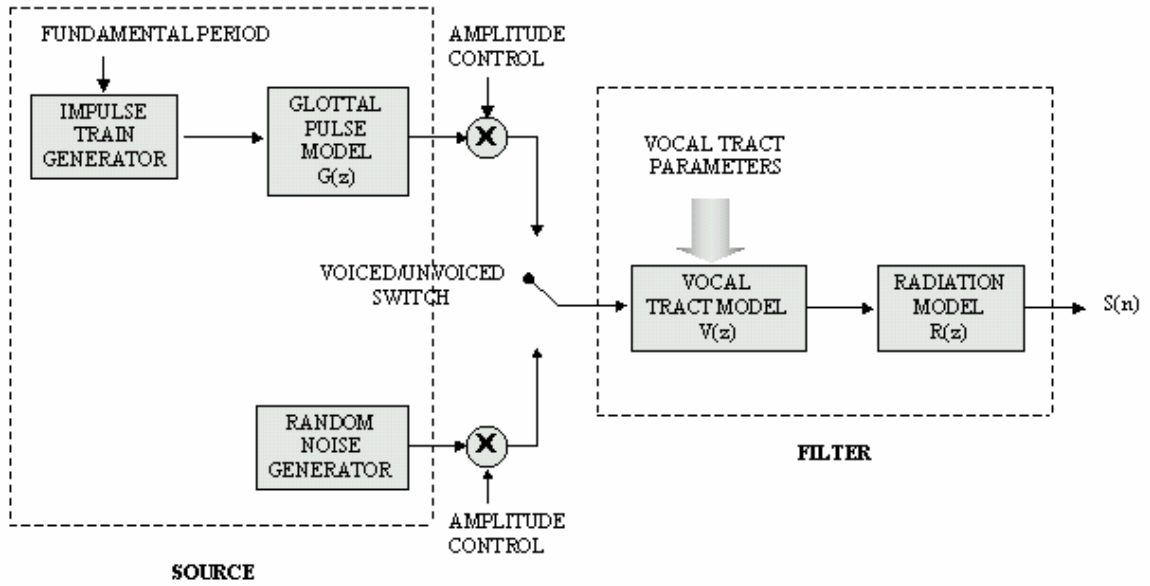 FUNDAMENTAL PERIOD
AMPLITUDE
CONTROL
IMPULSE
TRAIN
GENERATOR
GLOTTAL
PULSE
MODEL
G(z)
X
VOCAL TRACT
PARAMETERS
VOICED/UNVOICED
SWITCH
VOCAL
TRACT MODEL
V(z)
RADIATION
MODEL
R(z)
S(n)
RANDOM
NOISE
GENERATOR
X
FILTER
AMPLITUDE
CONTROL
SOURCE